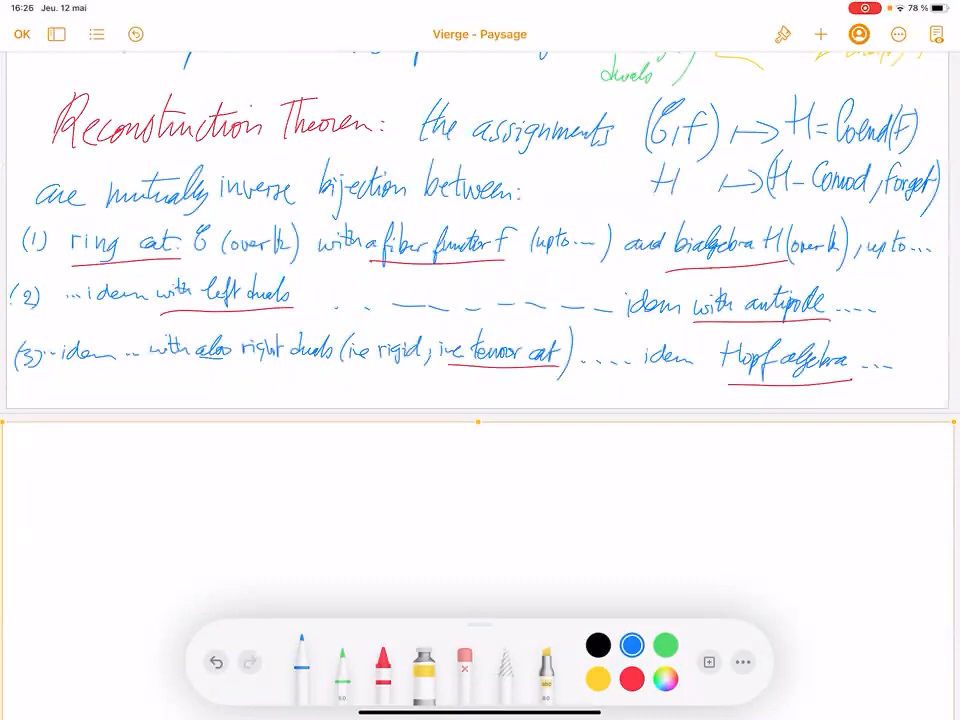 16:26 Jeu. 12 mai
78 %
OK
Vierge - Paysage
duals
Reconstruction Theorem: the assignments (C, F) ↦ H = Coend(F)
H ↦ (H-Comod, forget)
are mutually inverse bijection between:
(1) ring cat. C (over k) with a fiber functor F (up to ...) and bialgebra H (over k), up to ...
(2) ... idem with left duals .. — — — — — — idem with antipode ....
(3) .. idem .. with also right duals (ie rigid, ie tensor cat) ..... idem Hopf algebra ...